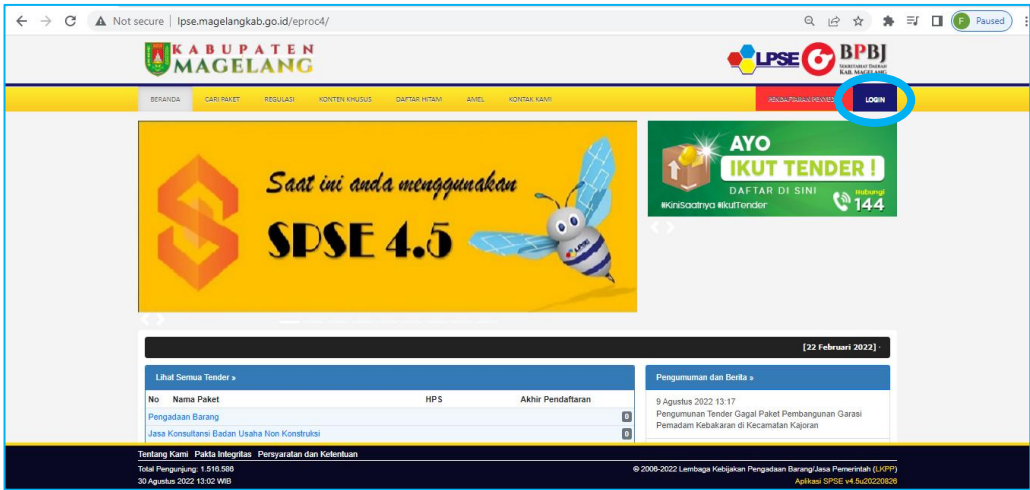 Not secure | lpse.magelangkab.go.id/eproc4/
F Paused
KABUPATEN
MAGELANG
LPSE BPBJ
SEKRETARIAT DAERAH
KAB. MAGELANG
BERANDA CARI PAKET REGULASI KONTEN KHUSUS DAFTAR HITAM AMEL KONTAK KAMI LOGIN
Saat ini anda menggunakan
SPSE 4.5
AYO
IKUT TENDER !
DAFTAR DI SINI
#KiniSaatnya #IkutTender
Hubungi
144
[22 Februari 2022]
Lihat Semua Tender »
No Nama Paket HPS Akhir Pendaftaran
Pengadaan Barang 0
Jasa Konsultansi Badan Usaha Non Konstruksi 0
Pengumuman dan Berita »
9 Agustus 2022 13:17
Pengumunan Tender Gagal Paket Pembangunan Garasi
Pemadam Kebakaran di Kecamatan Kajoran
Tentang Kami Pakta Integritas Persyaratan dan Ketentuan
Total Pengunjung: 1.516.586
30 Agustus 2022 13:02 WIB
© 2006-2022 Lembaga Kebijakan Pengadaan Barang/Jasa Pemerintah (LKPP)
Aplikasi SPSE v4.5u20220826